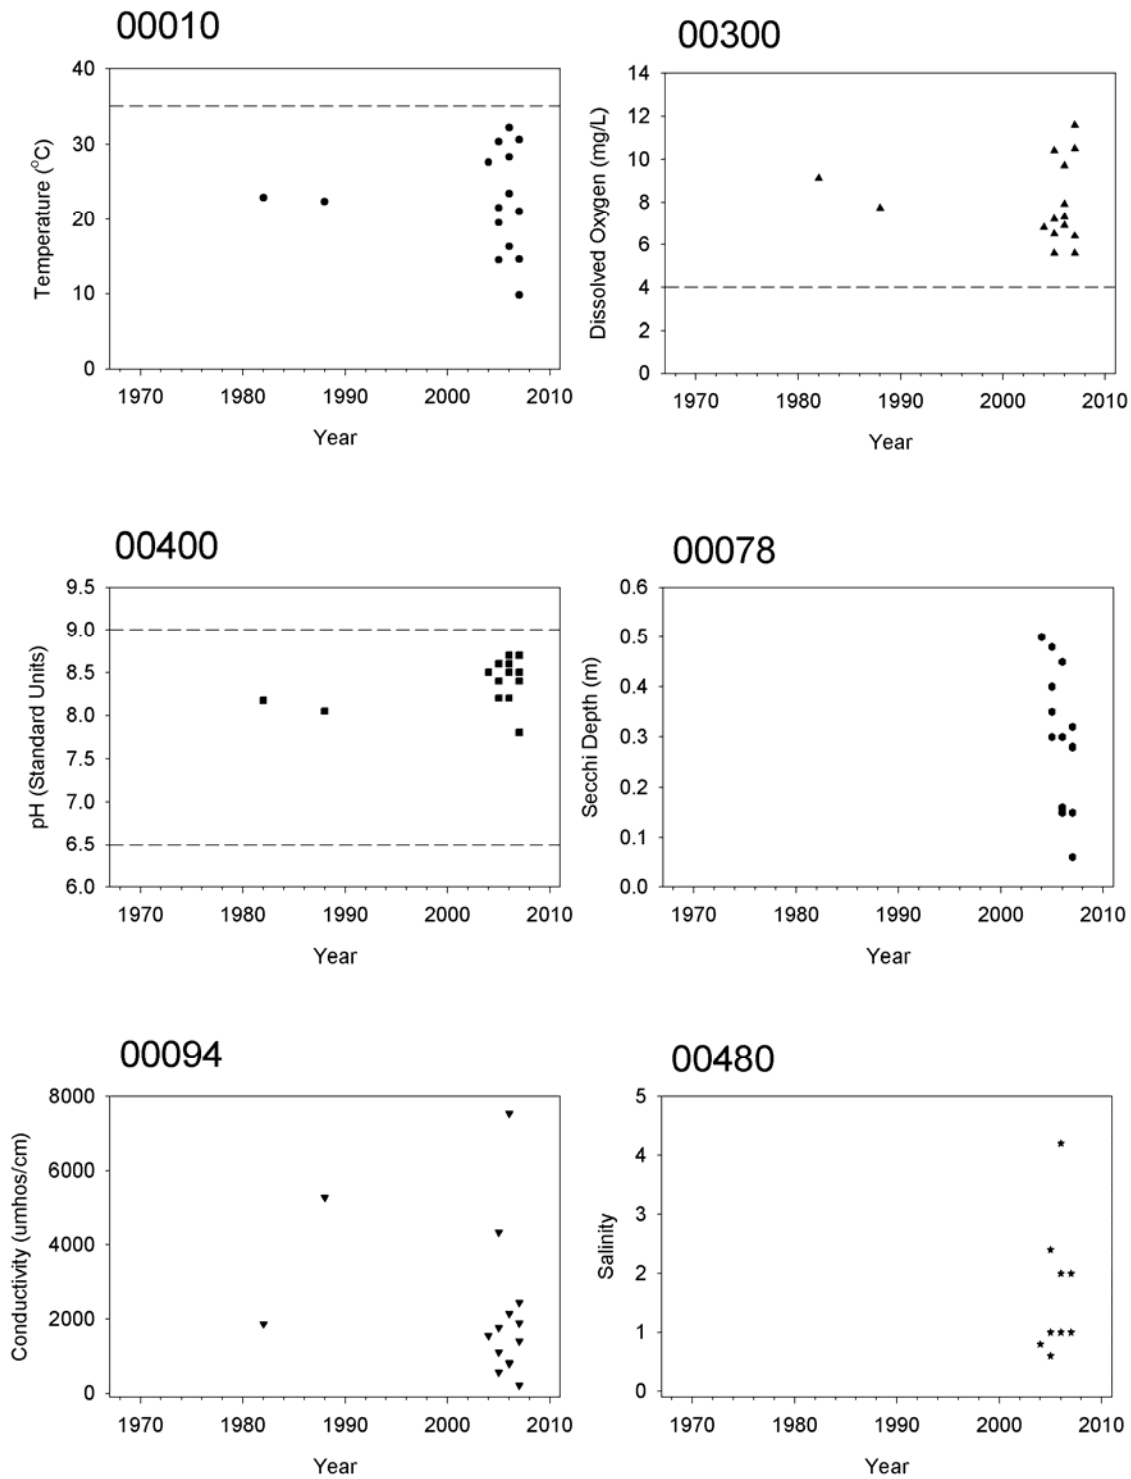 00010
40
30
20
10
0
Temperature (°C)
1970 1980 1990 2000 2010
Year
00300
14
12
10
8
6
4
2
0
Dissolved Oxygen (mg/L)
1970 1980 1990 2000 2010
Year
00400
9.5
9.0
8.5
8.0
7.5
7.0
6.5
6.0
pH (Standard Units)
1970 1980 1990 2000 2010
Year
00078
0.6
0.5
0.4
0.3
0.2
0.1
0.0
Secchi Depth (m)
1970 1980 1990 2000 2010
Year
00094
8000
6000
4000
2000
0
Conductivity (umhos/cm)
1970 1980 1990 2000 2010
Year
00480
5
4
3
2
1
0
Salinity
1970 1980 1990 2000 2010
Year